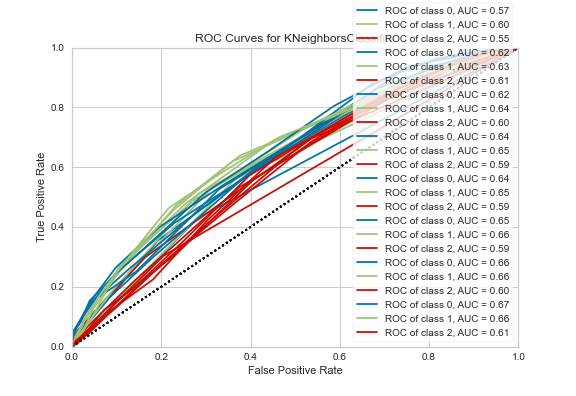 ROC Curves for KNeighborsClassifier
ROC of class 0, AUC = 0.57
ROC of class 1, AUC = 0.60
ROC of class 2, AUC = 0.55
ROC of class 0, AUC = 0.62
ROC of class 1, AUC = 0.63
ROC of class 2, AUC = 0.61
ROC of class 0, AUC = 0.62
ROC of class 1, AUC = 0.64
ROC of class 2, AUC = 0.60
ROC of class 0, AUC = 0.64
ROC of class 1, AUC = 0.65
ROC of class 2, AUC = 0.59
ROC of class 0, AUC = 0.64
ROC of class 1, AUC = 0.65
ROC of class 2, AUC = 0.59
ROC of class 0, AUC = 0.65
ROC of class 1, AUC = 0.66
ROC of class 2, AUC = 0.59
ROC of class 0, AUC = 0.66
ROC of class 1, AUC = 0.66
ROC of class 2, AUC = 0.60
ROC of class 0, AUC = 0.67
ROC of class 1, AUC = 0.66
ROC of class 2, AUC = 0.61
True Positive Rate
1.0
0.8
0.6
0.4
0.2
0.0
0.0 0.2 0.4 0.6 0.8 1.0
False Positive Rate